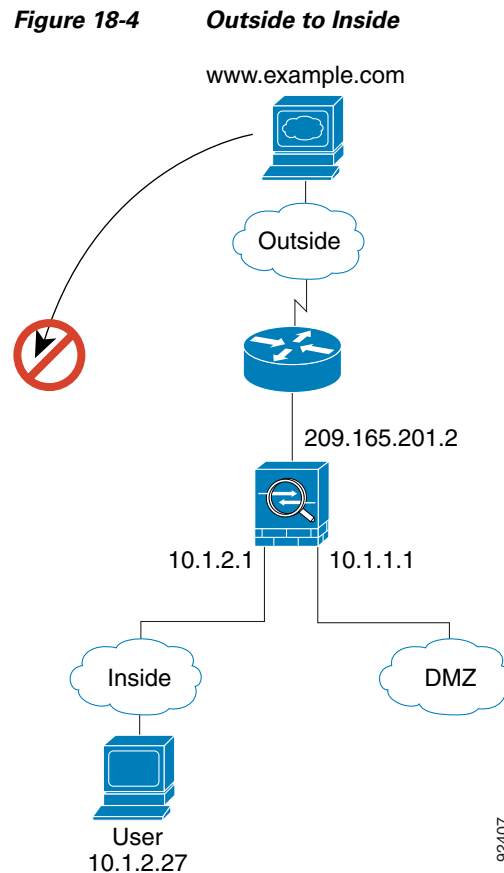 Figure 18-4 Outside to Inside
www.example.com
Outside
209.165.201.2
10.1.2.1 10.1.1.1
Inside DMZ
User
10.1.2.27
92407